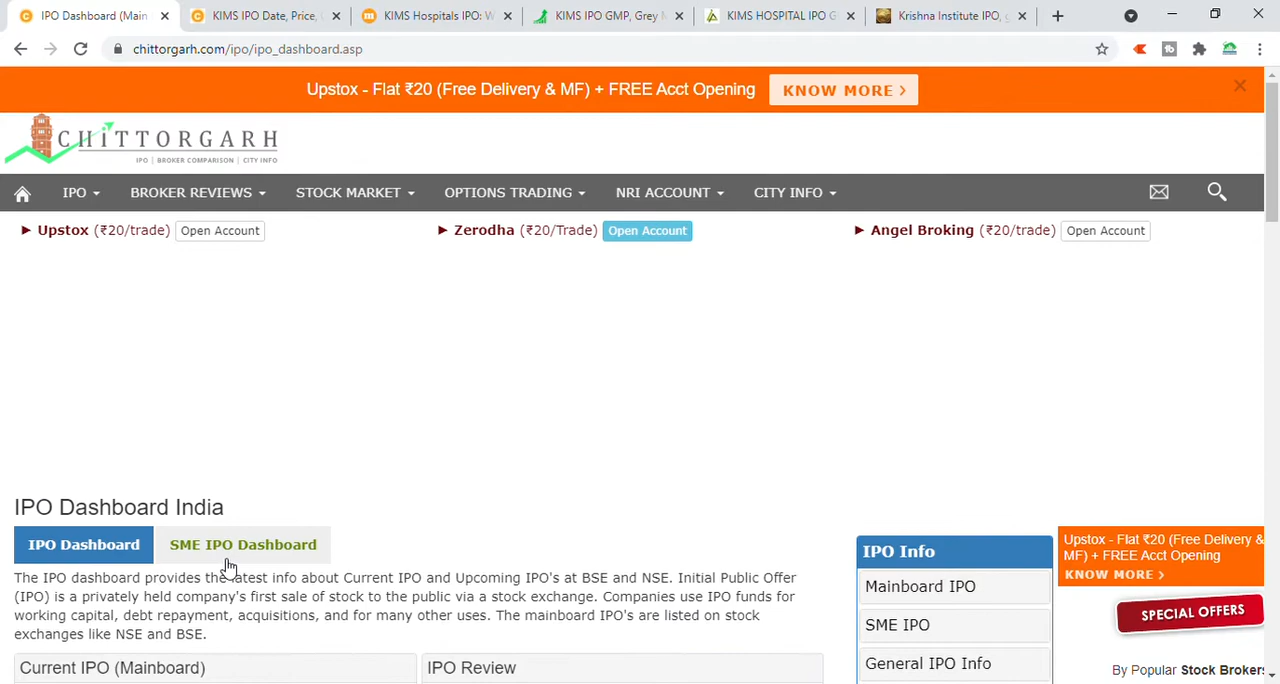 IPO Dashboard (Main
KIMS IPO Date, Price,
KIMS Hospitals IPO: W
KIMS IPO GMP, Grey M
KIMS HOSPITAL IPO G
Krishna Institute IPO, g
chittorgarh.com/ipo/ipo_dashboard.asp
Upstox - Flat ₹20 (Free Delivery & MF) + FREE Acct Opening
KNOW MORE >
CHITTORGARH
IPO | BROKER COMPARISON | CITY INFO
IPO
BROKER REVIEWS
STOCK MARKET
OPTIONS TRADING
NRI ACCOUNT
CITY INFO
Upstox (₹20/trade) Open Account
Zerodha (₹20/Trade) Open Account
Angel Broking (₹20/trade) Open Account
IPO Dashboard India
IPO Dashboard
SME IPO Dashboard
The IPO dashboard provides the latest info about Current IPO and Upcoming IPO's at BSE and NSE. Initial Public Offer
(IPO) is a privately held company's first sale of stock to the public via a stock exchange. Companies use IPO funds for
working capital, debt repayment, acquisitions, and for many other uses. The mainboard IPO's are listed on stock
exchanges like NSE and BSE.
Current IPO (Mainboard)
IPO Review
IPO Info
Mainboard IPO
SME IPO
General IPO Info
Upstox - Flat ₹20 (Free Delivery &
MF) + FREE Acct Opening
KNOW MORE >
SPECIAL OFFERS
By Popular Stock Brokers